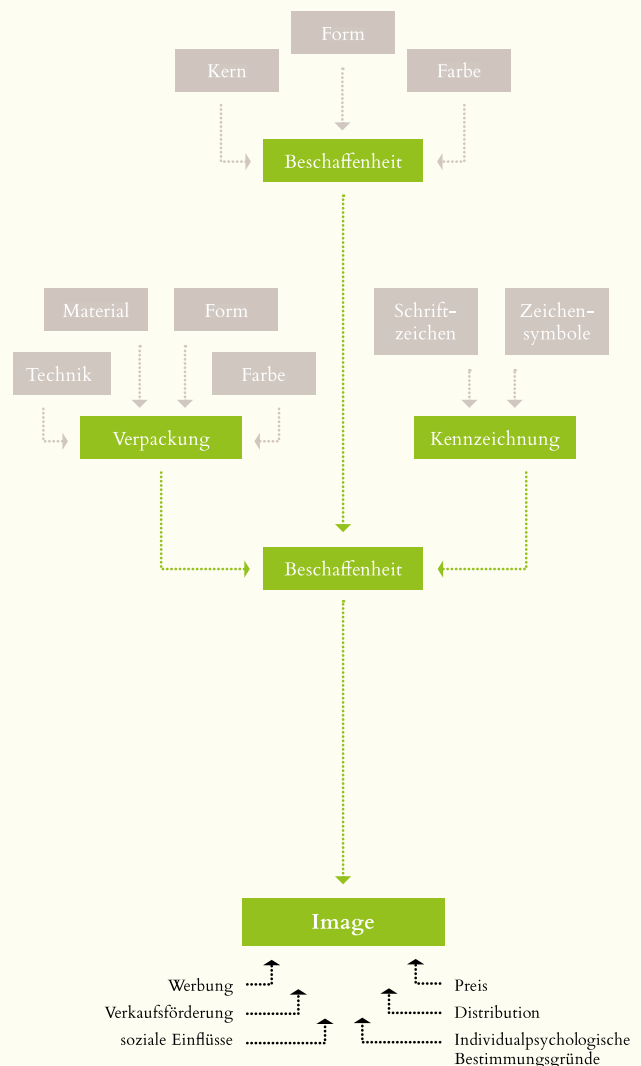 Form
Kern
Farbe
Beschaffenheit
Material
Form
Schrift-
zeichen
Zeichen-
symbole
Technik
Farbe
Verpackung
Kennzeichnung
Beschaffenheit
Image
Werbung
Preis
Verkaufsförderung
Distribution
soziale Einflüsse
Individualpsychologische
Bestimmungsgründe